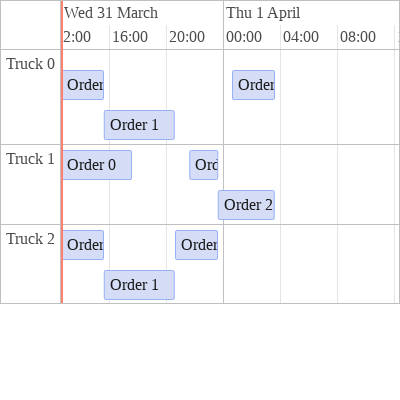 Wed 31 March Thu 1 April
2:00 16:00 20:00 00:00 04:00 08:00
Truck 0
Order Order
Order 1
Truck 1
Order 0 Ord
Order 2
Truck 2
Order Order
Order 1